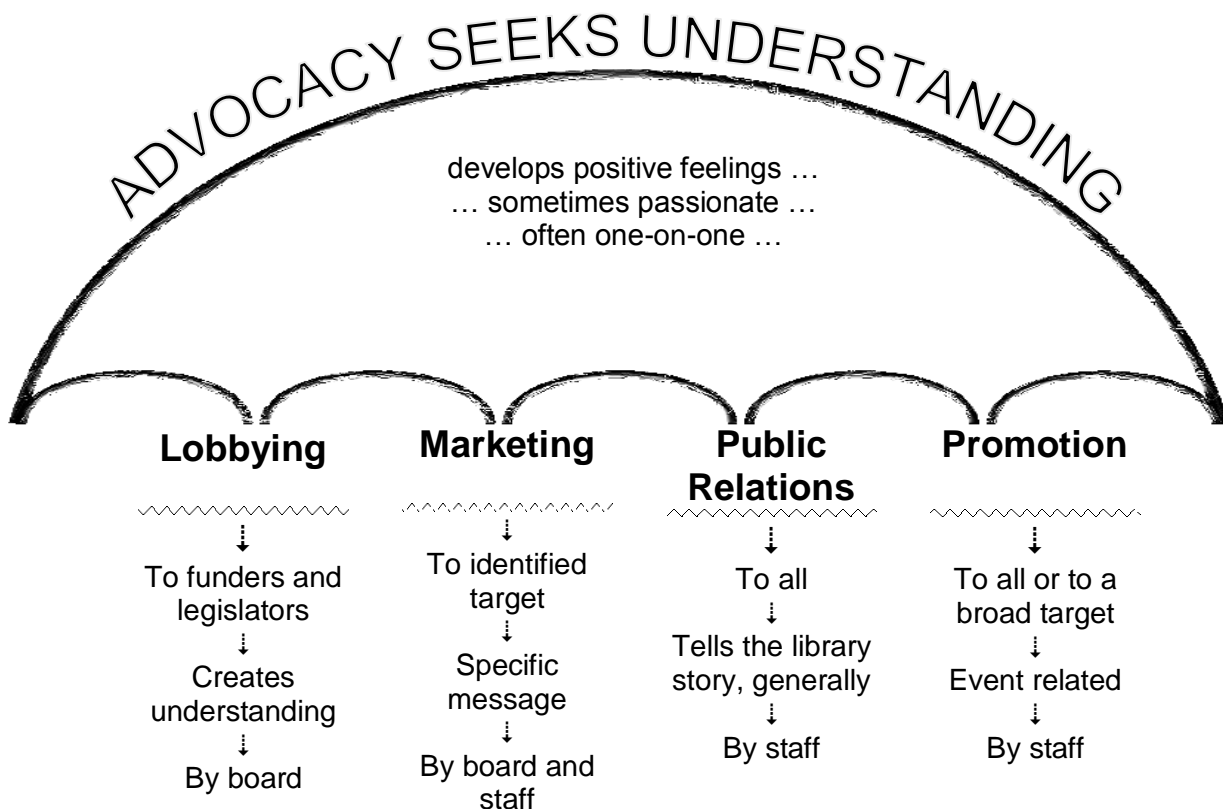 ADVOCACY SEEKS UNDERSTANDING
develops positive feelings …
… sometimes passionate …
… often one-on-one …
Lobbying
To funders and
legislators
Creates
understanding
By board
Marketing
To identified
target
Specific
message
By board and
staff
Public
Relations
To all
Tells the library
story, generally
By staff
Promotion
To all or to a
broad target
Event related
By staff